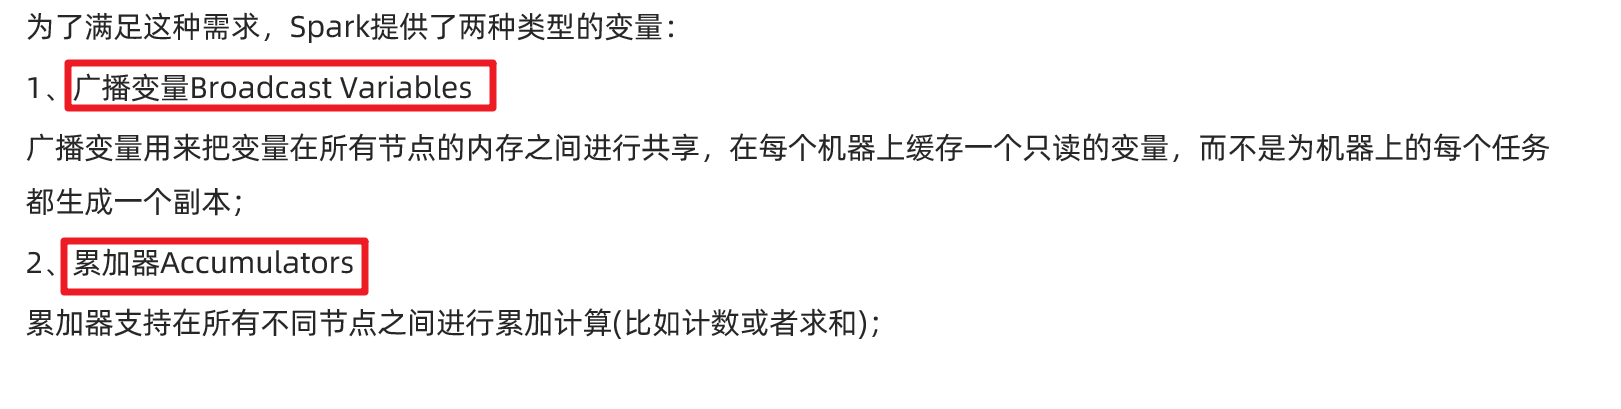 为了满足这种需求，Spark提供了两种类型的变量：
1、广播变量Broadcast Variables
广播变量用来把变量在所有节点的内存之间进行共享，在每个机器上缓存一个只读的变量，而不是为机器上的每个任务
都生成一个副本；
2、累加器Accumulators
累加器支持在所有不同节点之间进行累加计算(比如计数或者求和)；